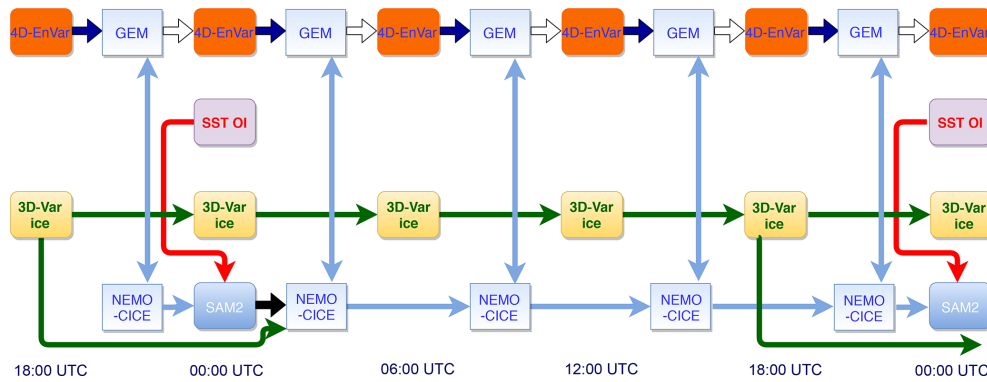 4D-EnVar GEM 4D-EnVar GEM 4D-EnVar GEM 4D-EnVar GEM 4D-EnVar GEM 4D-EnVar
SST OI SST OI
3D-Var 3D-Var 3D-Var 3D-Var 3D-Var 3D-Var
ice ice ice ice ice ice
NEMO SAM2 NEMO NEMO NEMO NEMO SAM2
-CICE -CICE -CICE -CICE -CICE
18:00 UTC 00:00 UTC 06:00 UTC 12:00 UTC 18:00 UTC 00:00 UTC